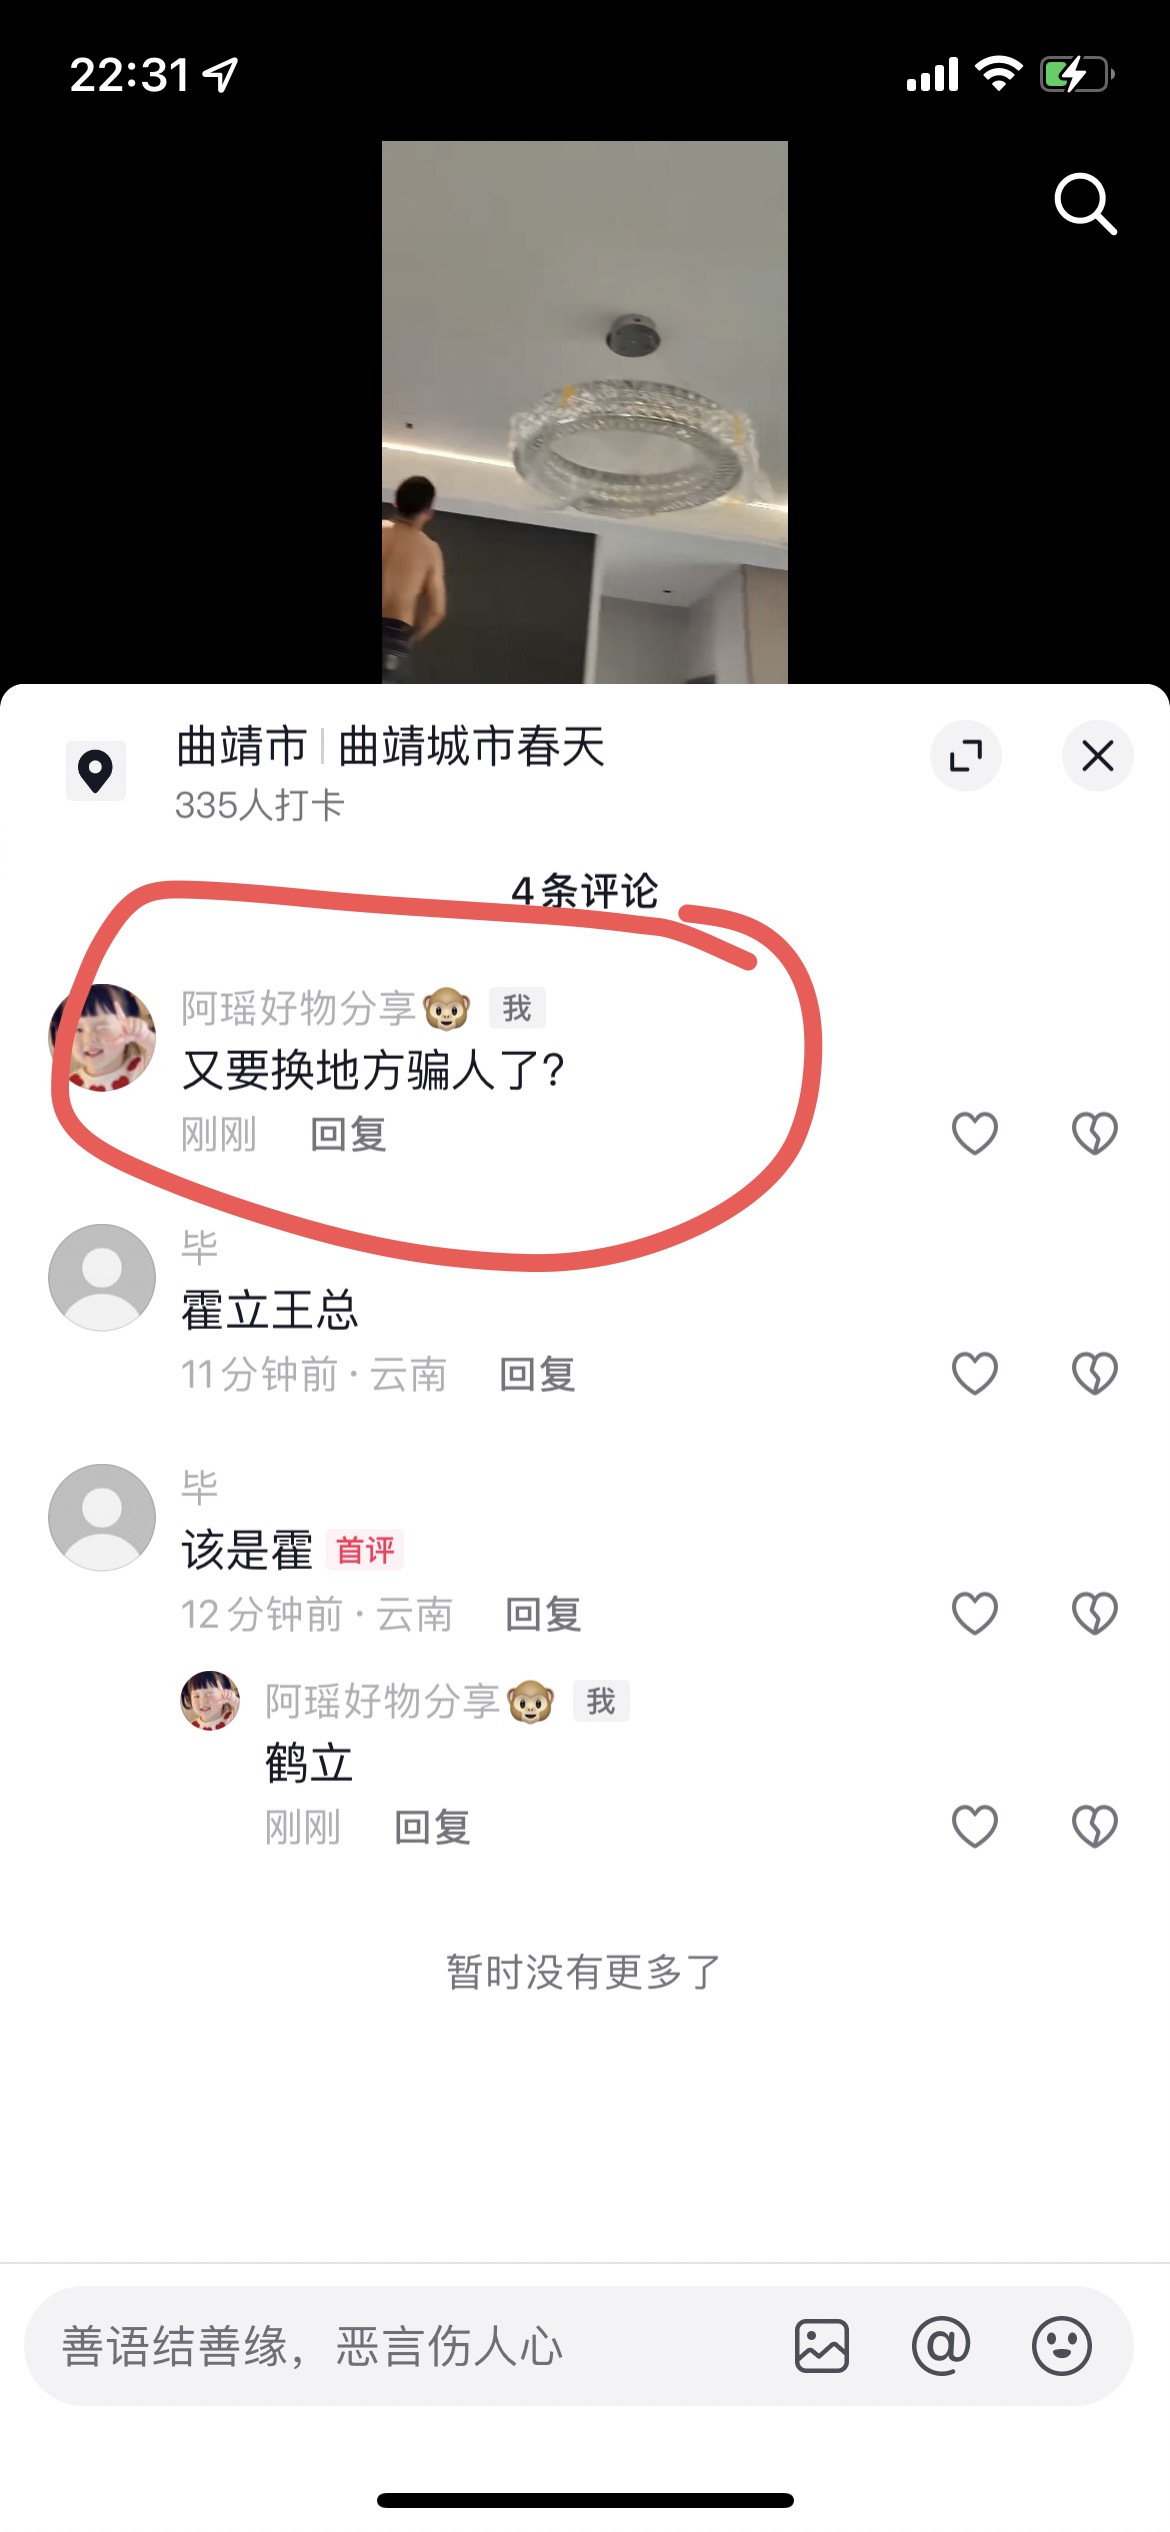 22:31
曲靖市 | 曲靖城市春天
335人打卡
4条评论
阿瑶好物分享🐵 我
又要换地方骗人了?
刚刚 回复
毕
霍立王总
11分钟前 · 云南 回复
毕
该是霍 首评
12分钟前 · 云南 回复
阿瑶好物分享🐵 我
鹤立
刚刚 回复
暂时没有更多了
善语结善缘，恶言伤人心